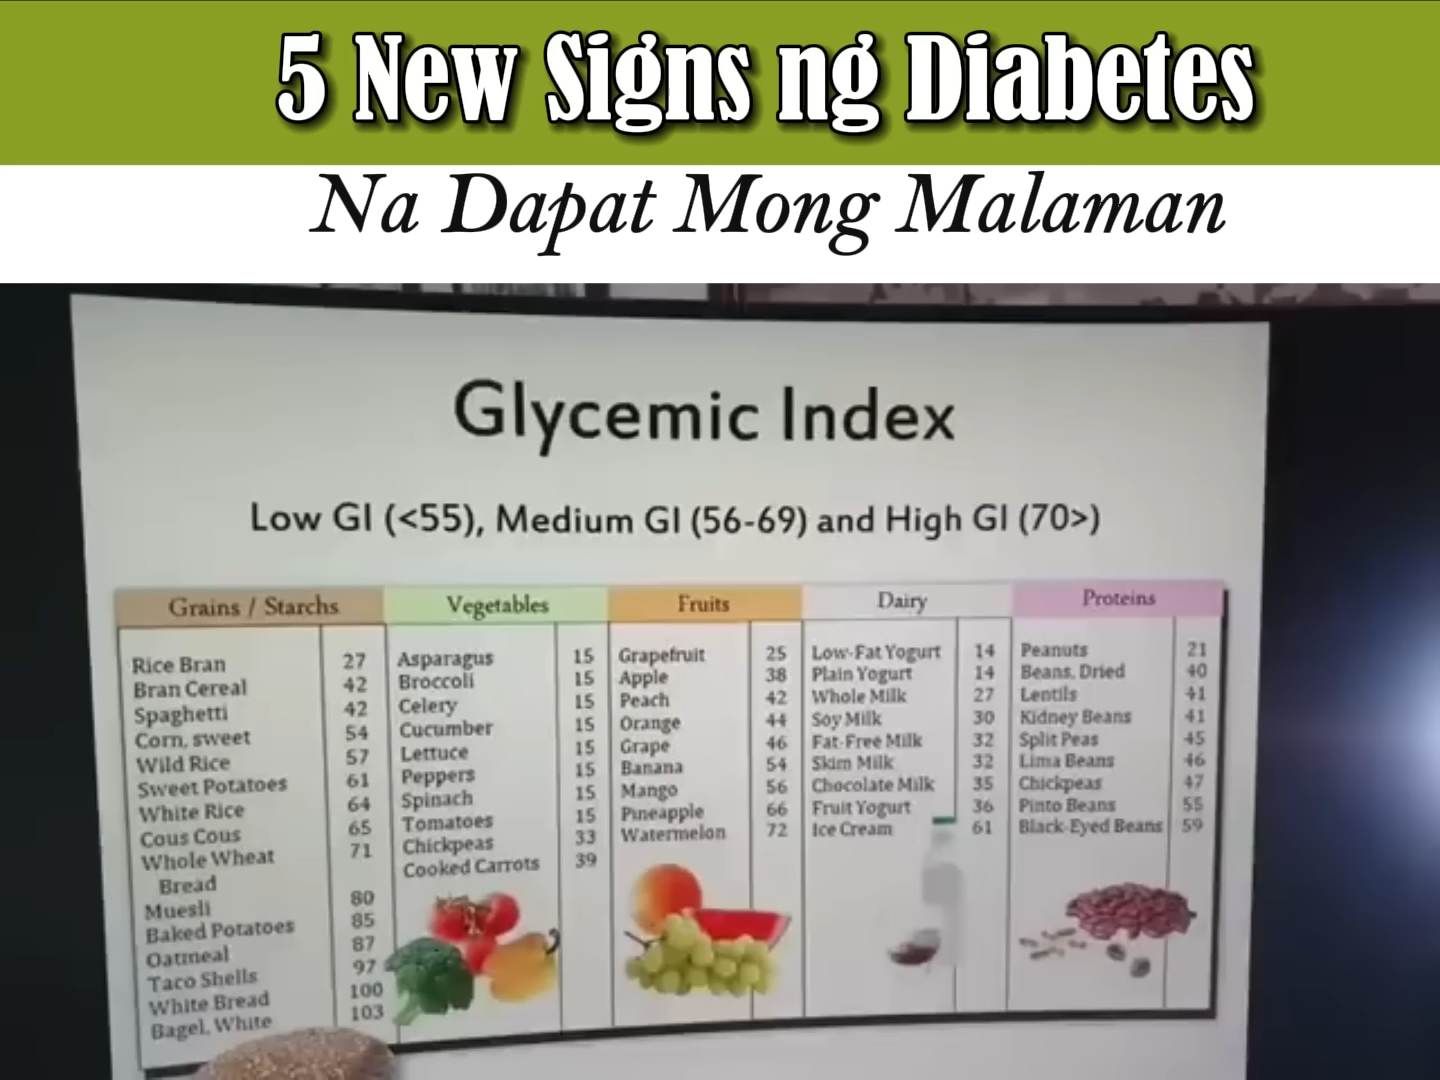 5 New Signs ng Diabetes
Na Dapat Mong Malaman
Glycemic Index
Low GI (<55), Medium GI (56-69) and High GI (70>)
Grains / Starchs
Rice Bran 27
Bran Cereal 42
Spaghetti 42
Corn, sweet 54
Wild Rice 57
Sweet Potatoes 61
White Rice 64
Cous Cous 65
Whole Wheat 71
Bread
Muesli 80
Baked Potatoes 85
Oatmeal 87
Taco Shells 97
White Bread 100
Bagel, White 103
Vegetables
Asparagus 15
Broccoli 15
Celery 15
Cucumber 15
Lettuce 15
Peppers 15
Spinach 15
Tomatoes 15
Chickpeas 33
Cooked Carrots 39
Fruits
Grapefruit 25
Apple 38
Peach 42
Orange 44
Grape 46
Banana 54
Mango 56
Pineapple 66
Watermelon 72
Dairy
Low-Fat Yogurt 14
Plain Yogurt 14
Whole Milk 27
Soy Milk 30
Fat-Free Milk 32
Skim Milk 32
Chocolate Milk 35
Fruit Yogurt 36
Ice Cream 61
Proteins
Peanuts 21
Beans, Dried 40
Lentils 41
Kidney Beans 41
Split Peas 45
Lima Beans 46
Chickpeas 47
Pinto Beans 55
Black-Eyed Beans 59